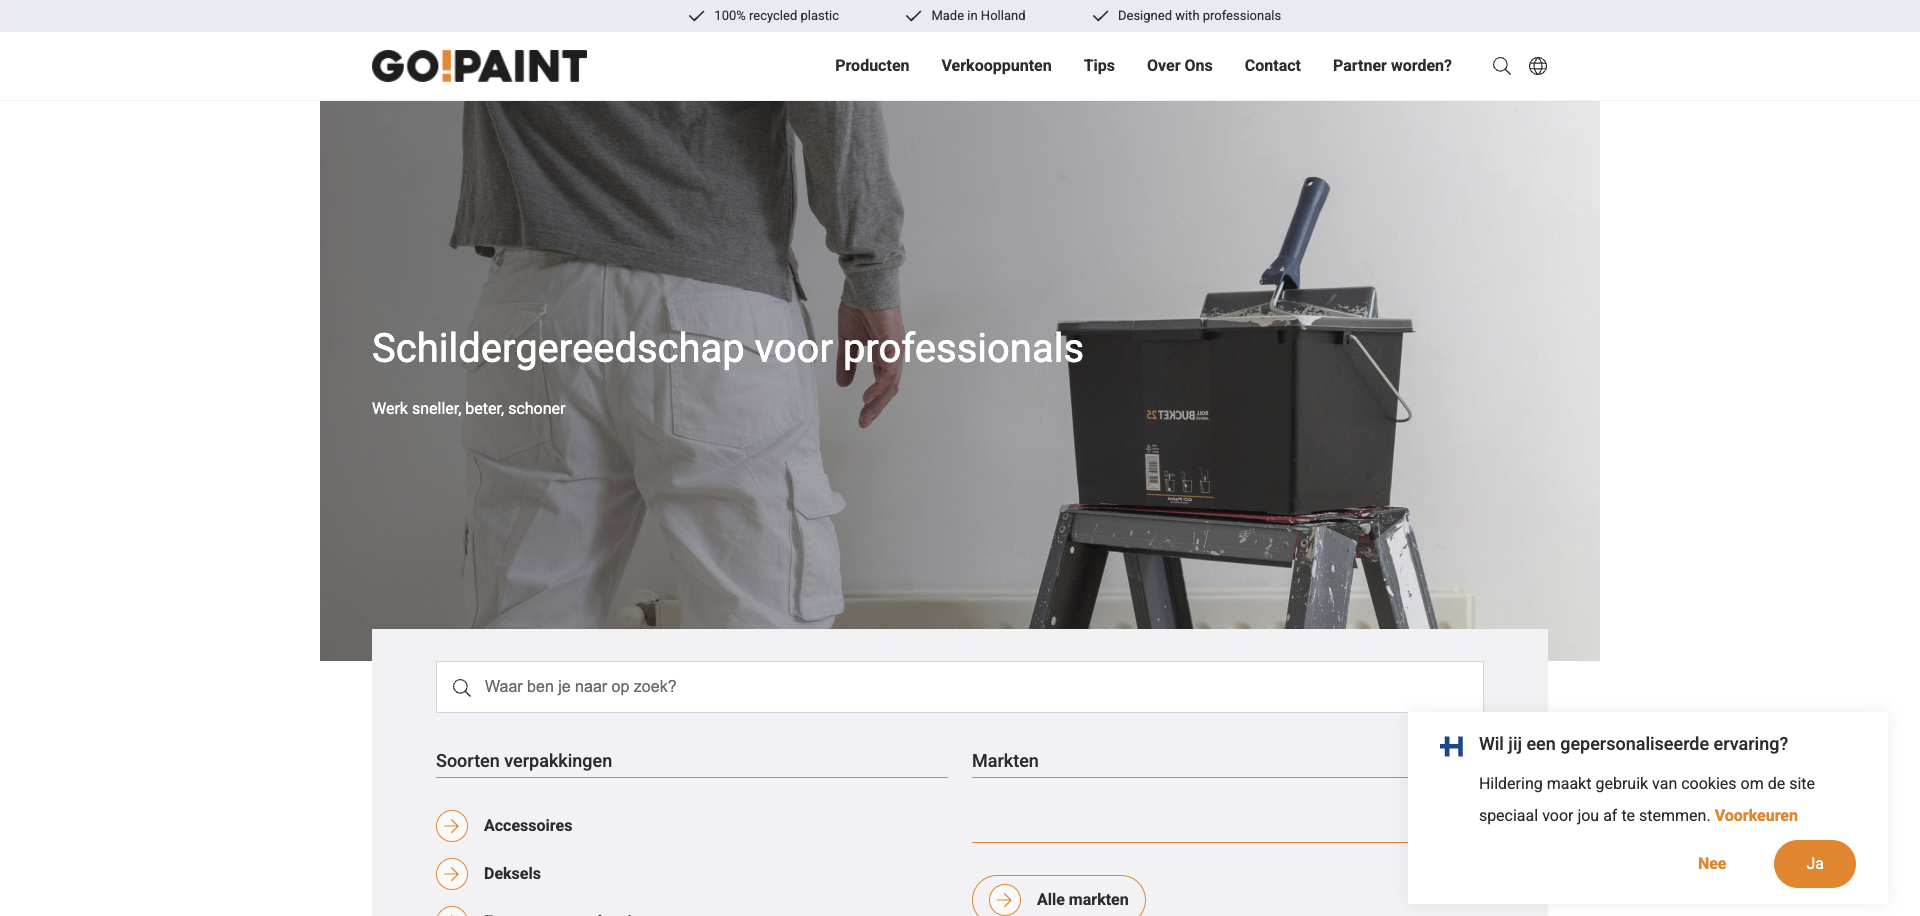 100% recycled plastic
Made in Holland
Designed with professionals
GO!PAINT
Producten
Verkooppunten
Tips
Over Ons
Contact
Partner worden?
Schildergereedschap voor professionals
Werk sneller, beter, schoner
BUCKET 25
Waar ben je naar op zoek?
Soorten verpakkingen
Markten
Accessoires
Deksels
Alle markten
Wil jij een gepersonaliseerde ervaring?
Hildering maakt gebruik van cookies om de site
speciaal voor jou af te stemmen. Voorkeuren
Nee
Ja